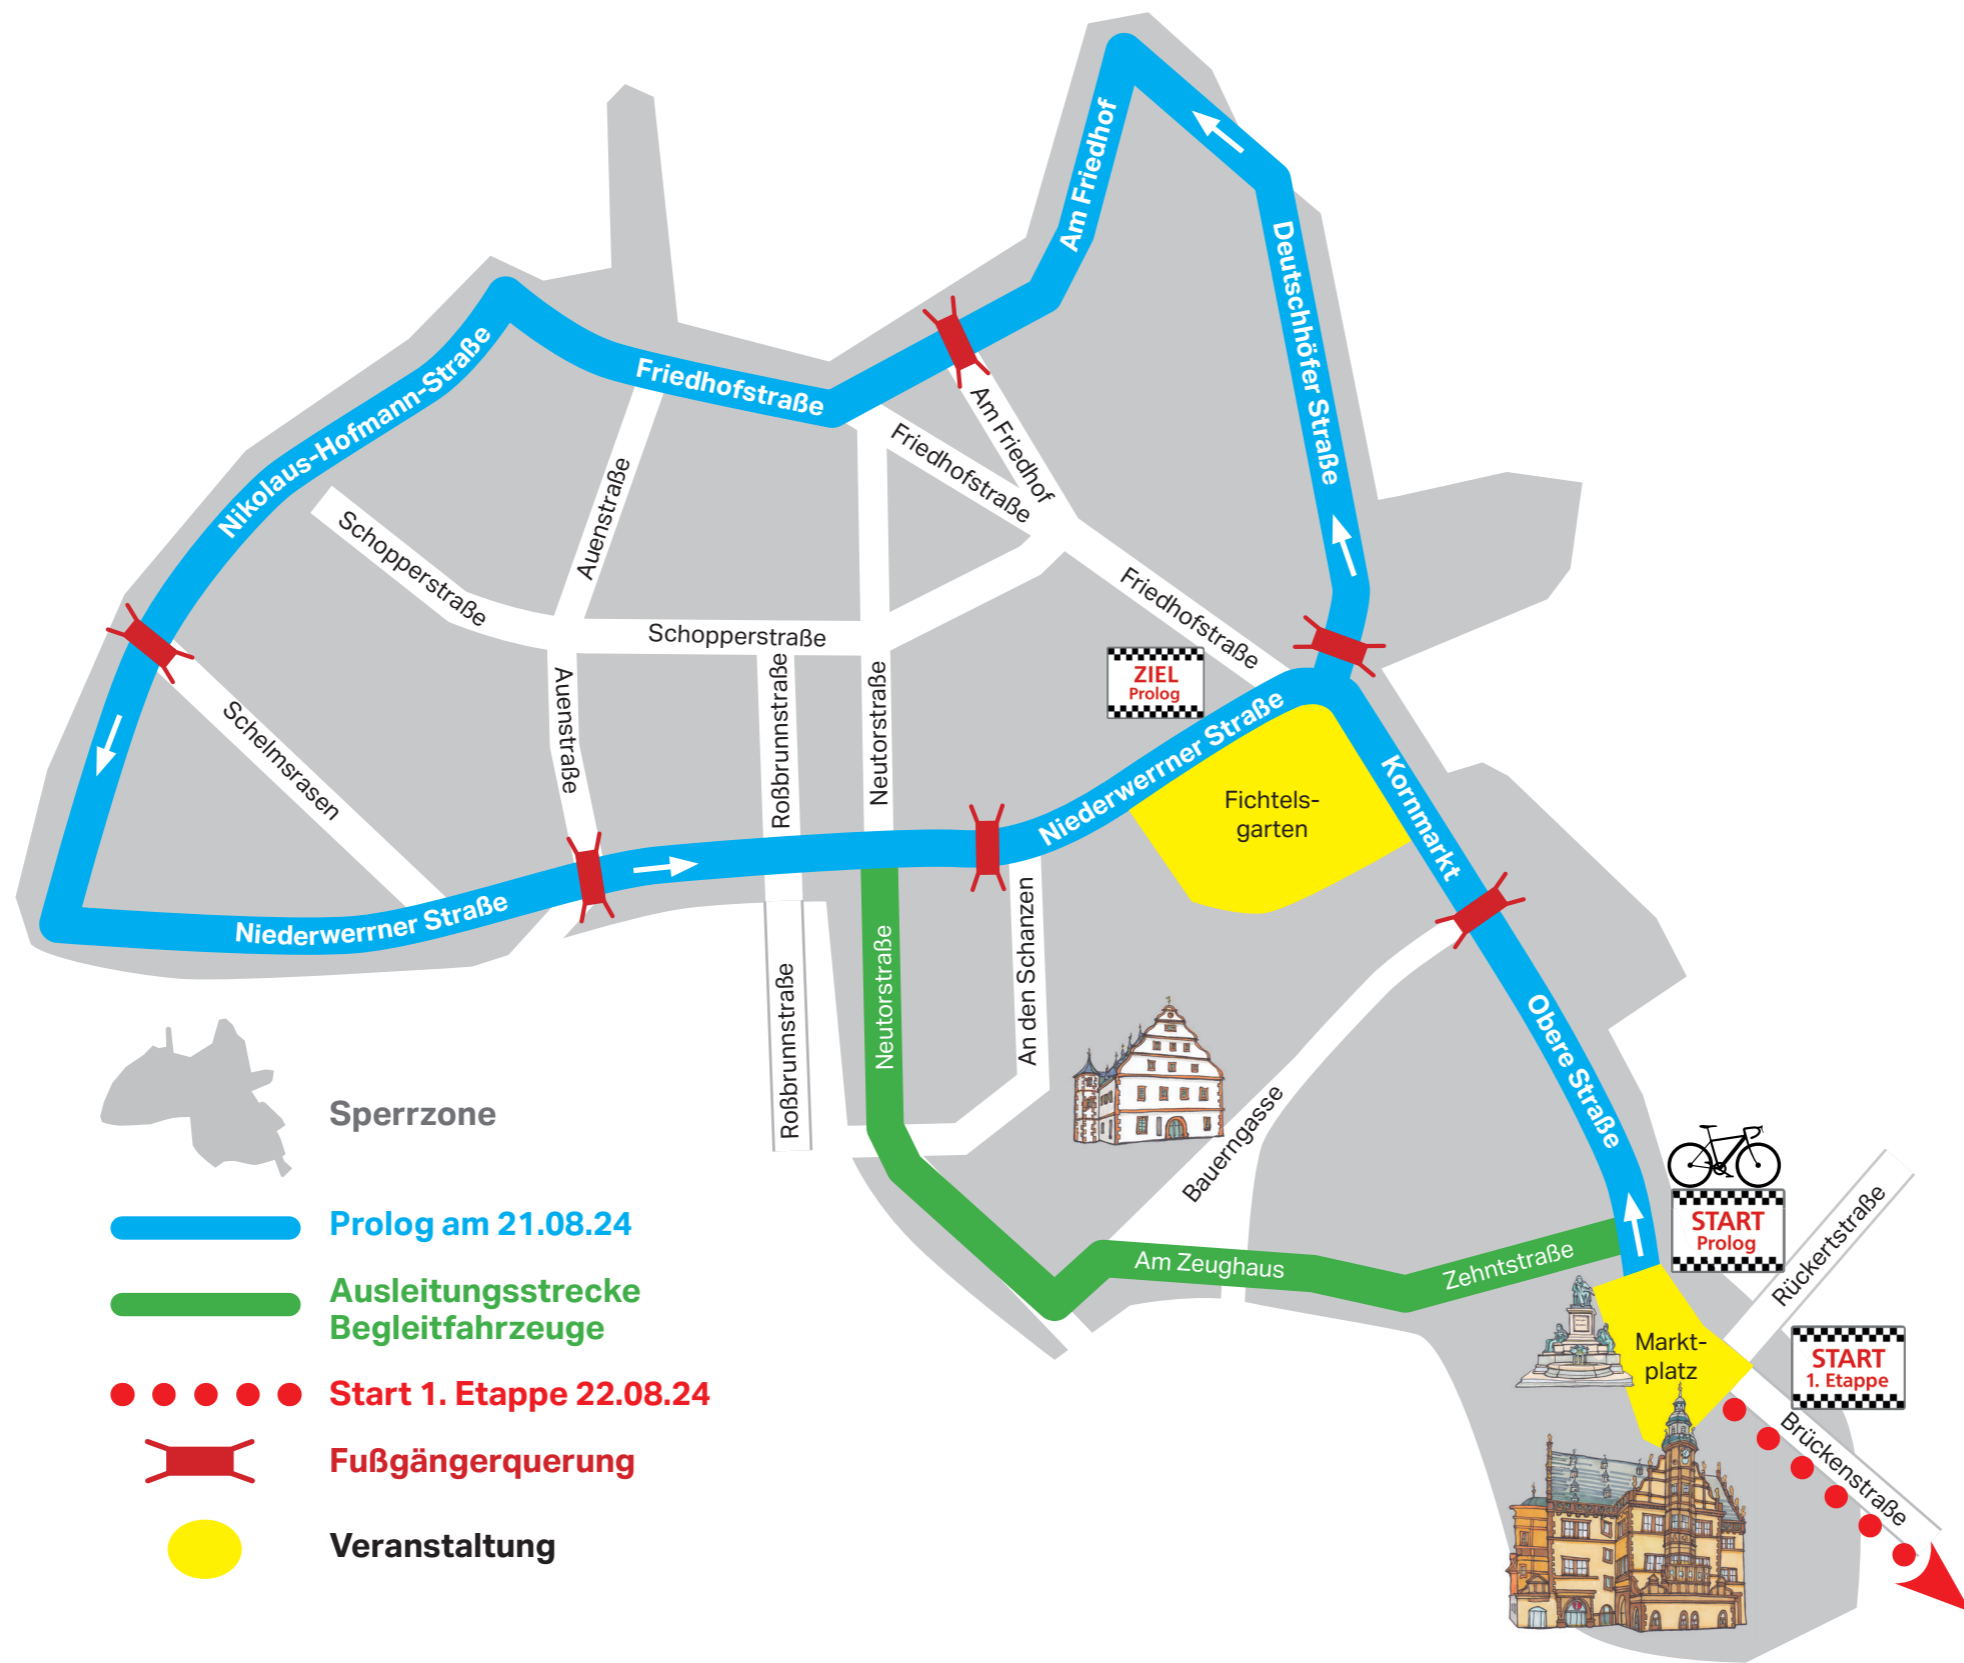 Am Friedhof
Deutschhöfer Straße
Nikolaus-Hofmann-Straße
Friedhofstraße
Am Friedhof
Friedhofstraße
Auenstraße
Schopperstraße
Schopperstraße
Friedhofstraße
ZIEL
Prolog
Schelmsrasen
Auenstraße
Roßbrunnstraße
Neutorstraße
Niederwerrner Straße
Kornmarkt
Fichtels-
garten
Niederwerrner Straße
Neutorstraße
An den Schanzen
Roßbrunnstraße
Obere Straße
Bauerngasse
START
Prolog
Rückertstraße
Am Zeughaus
Zehntstraße
Markt-
platz
START
1. Etappe
Brückenstraße
Sperrzone
Prolog am 21.08.24
Ausleitungsstrecke
Begleitfahrzeuge
Start 1. Etappe 22.08.24
Fußgängerquerung
Veranstaltung